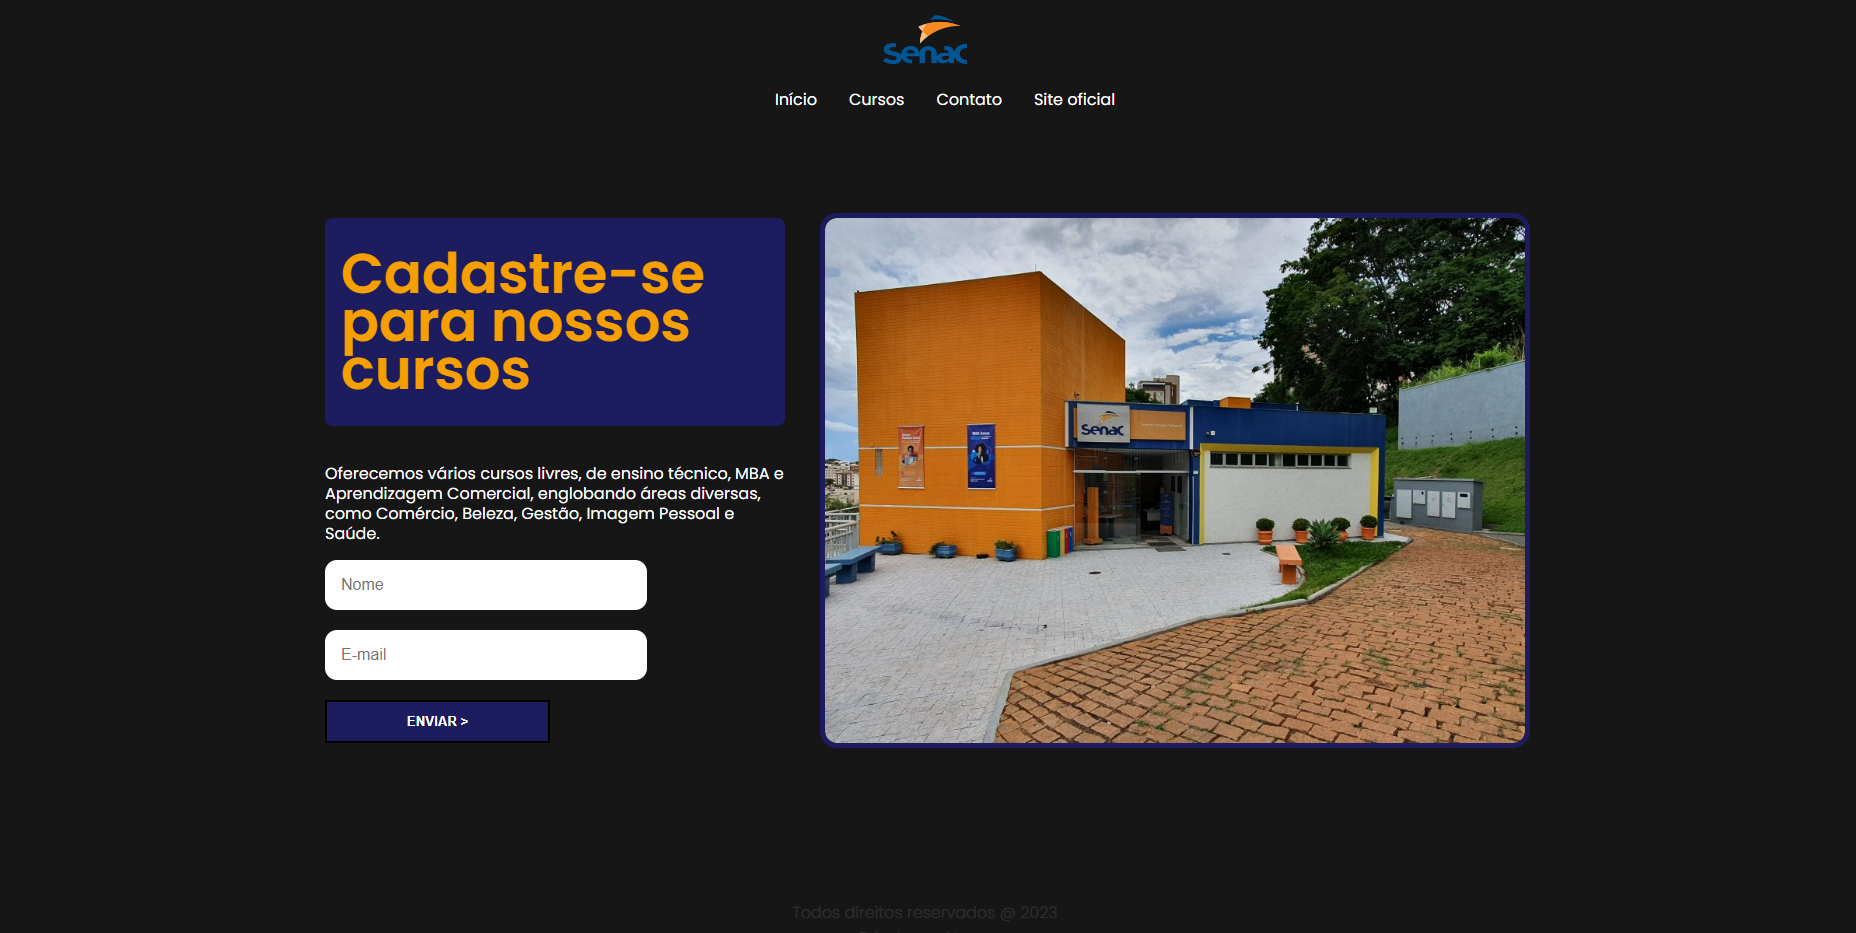 Senac
Início Cursos Contato Site oficial
Cadastre-se
para nossos
cursos
Oferecemos vários cursos livres, de ensino técnico, MBA e
Aprendizagem Comercial, englobando áreas diversas,
como Comércio, Beleza, Gestão, Imagem Pessoal e
Saúde.
Nome
E-mail
ENVIAR >
Senac
Todos direitos reservados @ 2023